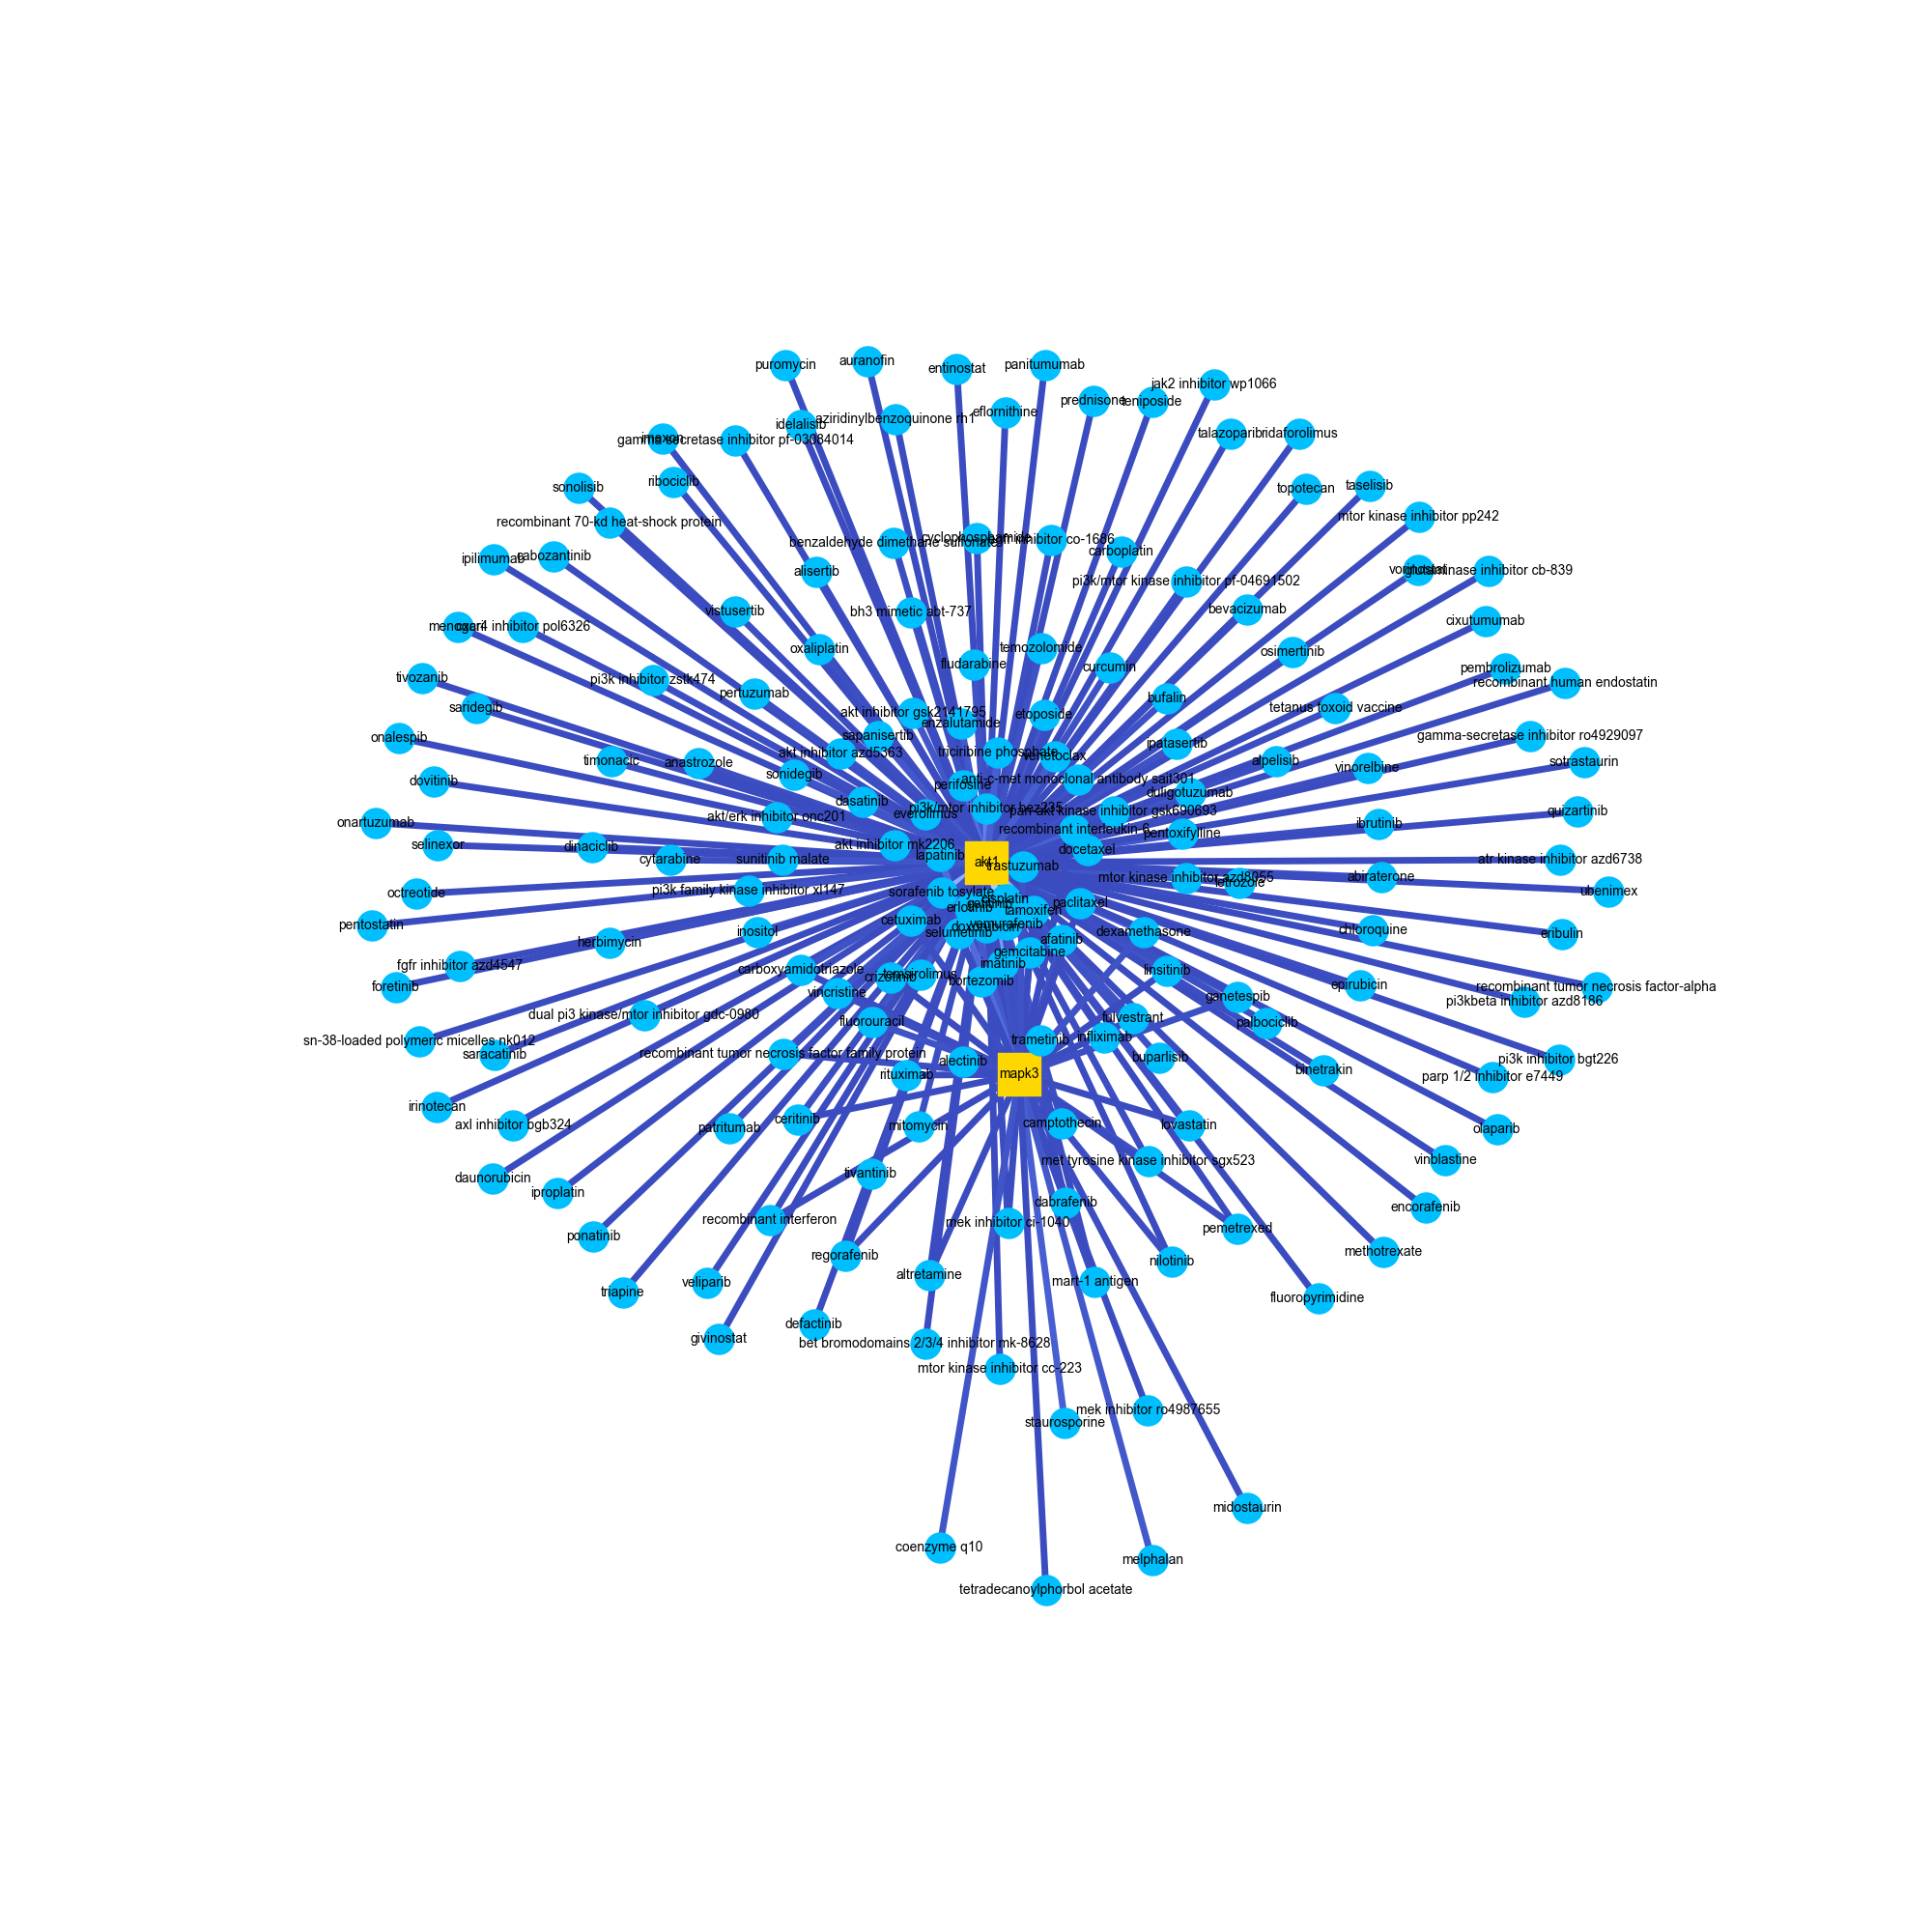 puromycin
auranofin
entinostat
panitumumab
jak2 inhibitor wp1066
prednisone
teniposide
eflornithine
aziridinylbenzoquinone rh1
idelalisib
imexon
gamma-secretase inhibitor pf-03084014
talazoparib
ridaforolimus
ribociclib
sonolisib
topotecan
taselisib
recombinant 70-kd heat-shock protein
mtor kinase inhibitor pp242
benzaldehyde dimethane sulfonate
cyclophosphamide
carboplatin
ipilimumab
cabozantinib
alisertib
vorinostat
glutaminase inhibitor cb-839
pi3k/mtor kinase inhibitor pf-04691502
vistusertib
bh3 mimetic abt-737
bevacizumab
cixutumumab
menogaril
oxaliplatin
temozolomide
osimertinib
fludarabine
curcumin
pembrolizumab
tivozanib
pi3k inhibitor zstk474
pertuzumab
recombinant human endostatin
bufalin
saridegib
akt inhibitor gsk2141795
etoposide
tetanus toxoid vaccine
enzalutamide
onalespib
sapanisertib
gamma-secretase inhibitor ro4929097
ipatasertib
akt inhibitor azd5363
triciribine phosphate
venetoclax
timonacic
anastrozole
alpelisib
vinorelbine
sotrastaurin
sonidegib
dovitinib
perifosine
anti-c-met monoclonal antibody sait301
duligotuzumab
dasatinib
everolimus
pi3k/mtor inhibitor bez235
pan-akt kinase inhibitor gsk690693
quizartinib
akt/erk inhibitor onc201
onartuzumab
recombinant interleukin-6
pentoxifylline
ibrutinib
selinexor
dinaciclib
akt inhibitor mk2206
docetaxel
cytarabine
sunitinib malate
lapatinib
akt1
trastuzumab
atr kinase inhibitor azd6738
mtor kinase inhibitor azd8055
letrozole
abiraterone
ubenimex
octreotide
pi3k family kinase inhibitor xl147
sorafenib tosylate
cisplatin
gefitinib
erlotinib
tamoxifen
paclitaxel
pentostatin
inositol
cetuximab
doxorubicin
vemurafenib
selumetinib
afatinib
dexamethasone
chloroquine
eribulin
herbimycin
gemcitabine
imatinib
fgfr inhibitor azd4547
carboxyamidotriazole
crizotinib
temsirolimus
bortezomib
linsitinib
foretinib
vincristine
ganetespib
epirubicin
recombinant tumor necrosis factor-alpha
pi3kbeta inhibitor azd8186
dual pi3 kinase/mtor inhibitor gdc-0980
fluorouracil
fulvestrant
palbociclib
sn-38-loaded polymeric micelles nk012
trametinib
infliximab
saracatinib
recombinant tumor necrosis factor family protein
alectinib
buparlisib
pi3k inhibitor bgt226
rituximab
mapk3
binetrakin
parp 1/2 inhibitor e7449
irinotecan
axl inhibitor bgb324
patritumab
ceritinib
mitomycin
camptothecin
lovastatin
olaparib
met tyrosine kinase inhibitor sgx523
vinblastine
daunorubicin
iproplatin
tivantinib
dabrafenib
encorafenib
recombinant interferon
mek inhibitor ci-1040
pemetrexed
ponatinib
methotrexate
regorafenib
nilotinib
altretamine
veliparib
mart-1 antigen
triapine
fluoropyrimidine
defactinib
givinostat
bet bromodomains 2/3/4 inhibitor mk-8628
mtor kinase inhibitor cc-223
mek inhibitor ro4987655
staurosporine
midostaurin
coenzyme q10
melphalan
tetradecanoylphorbol acetate